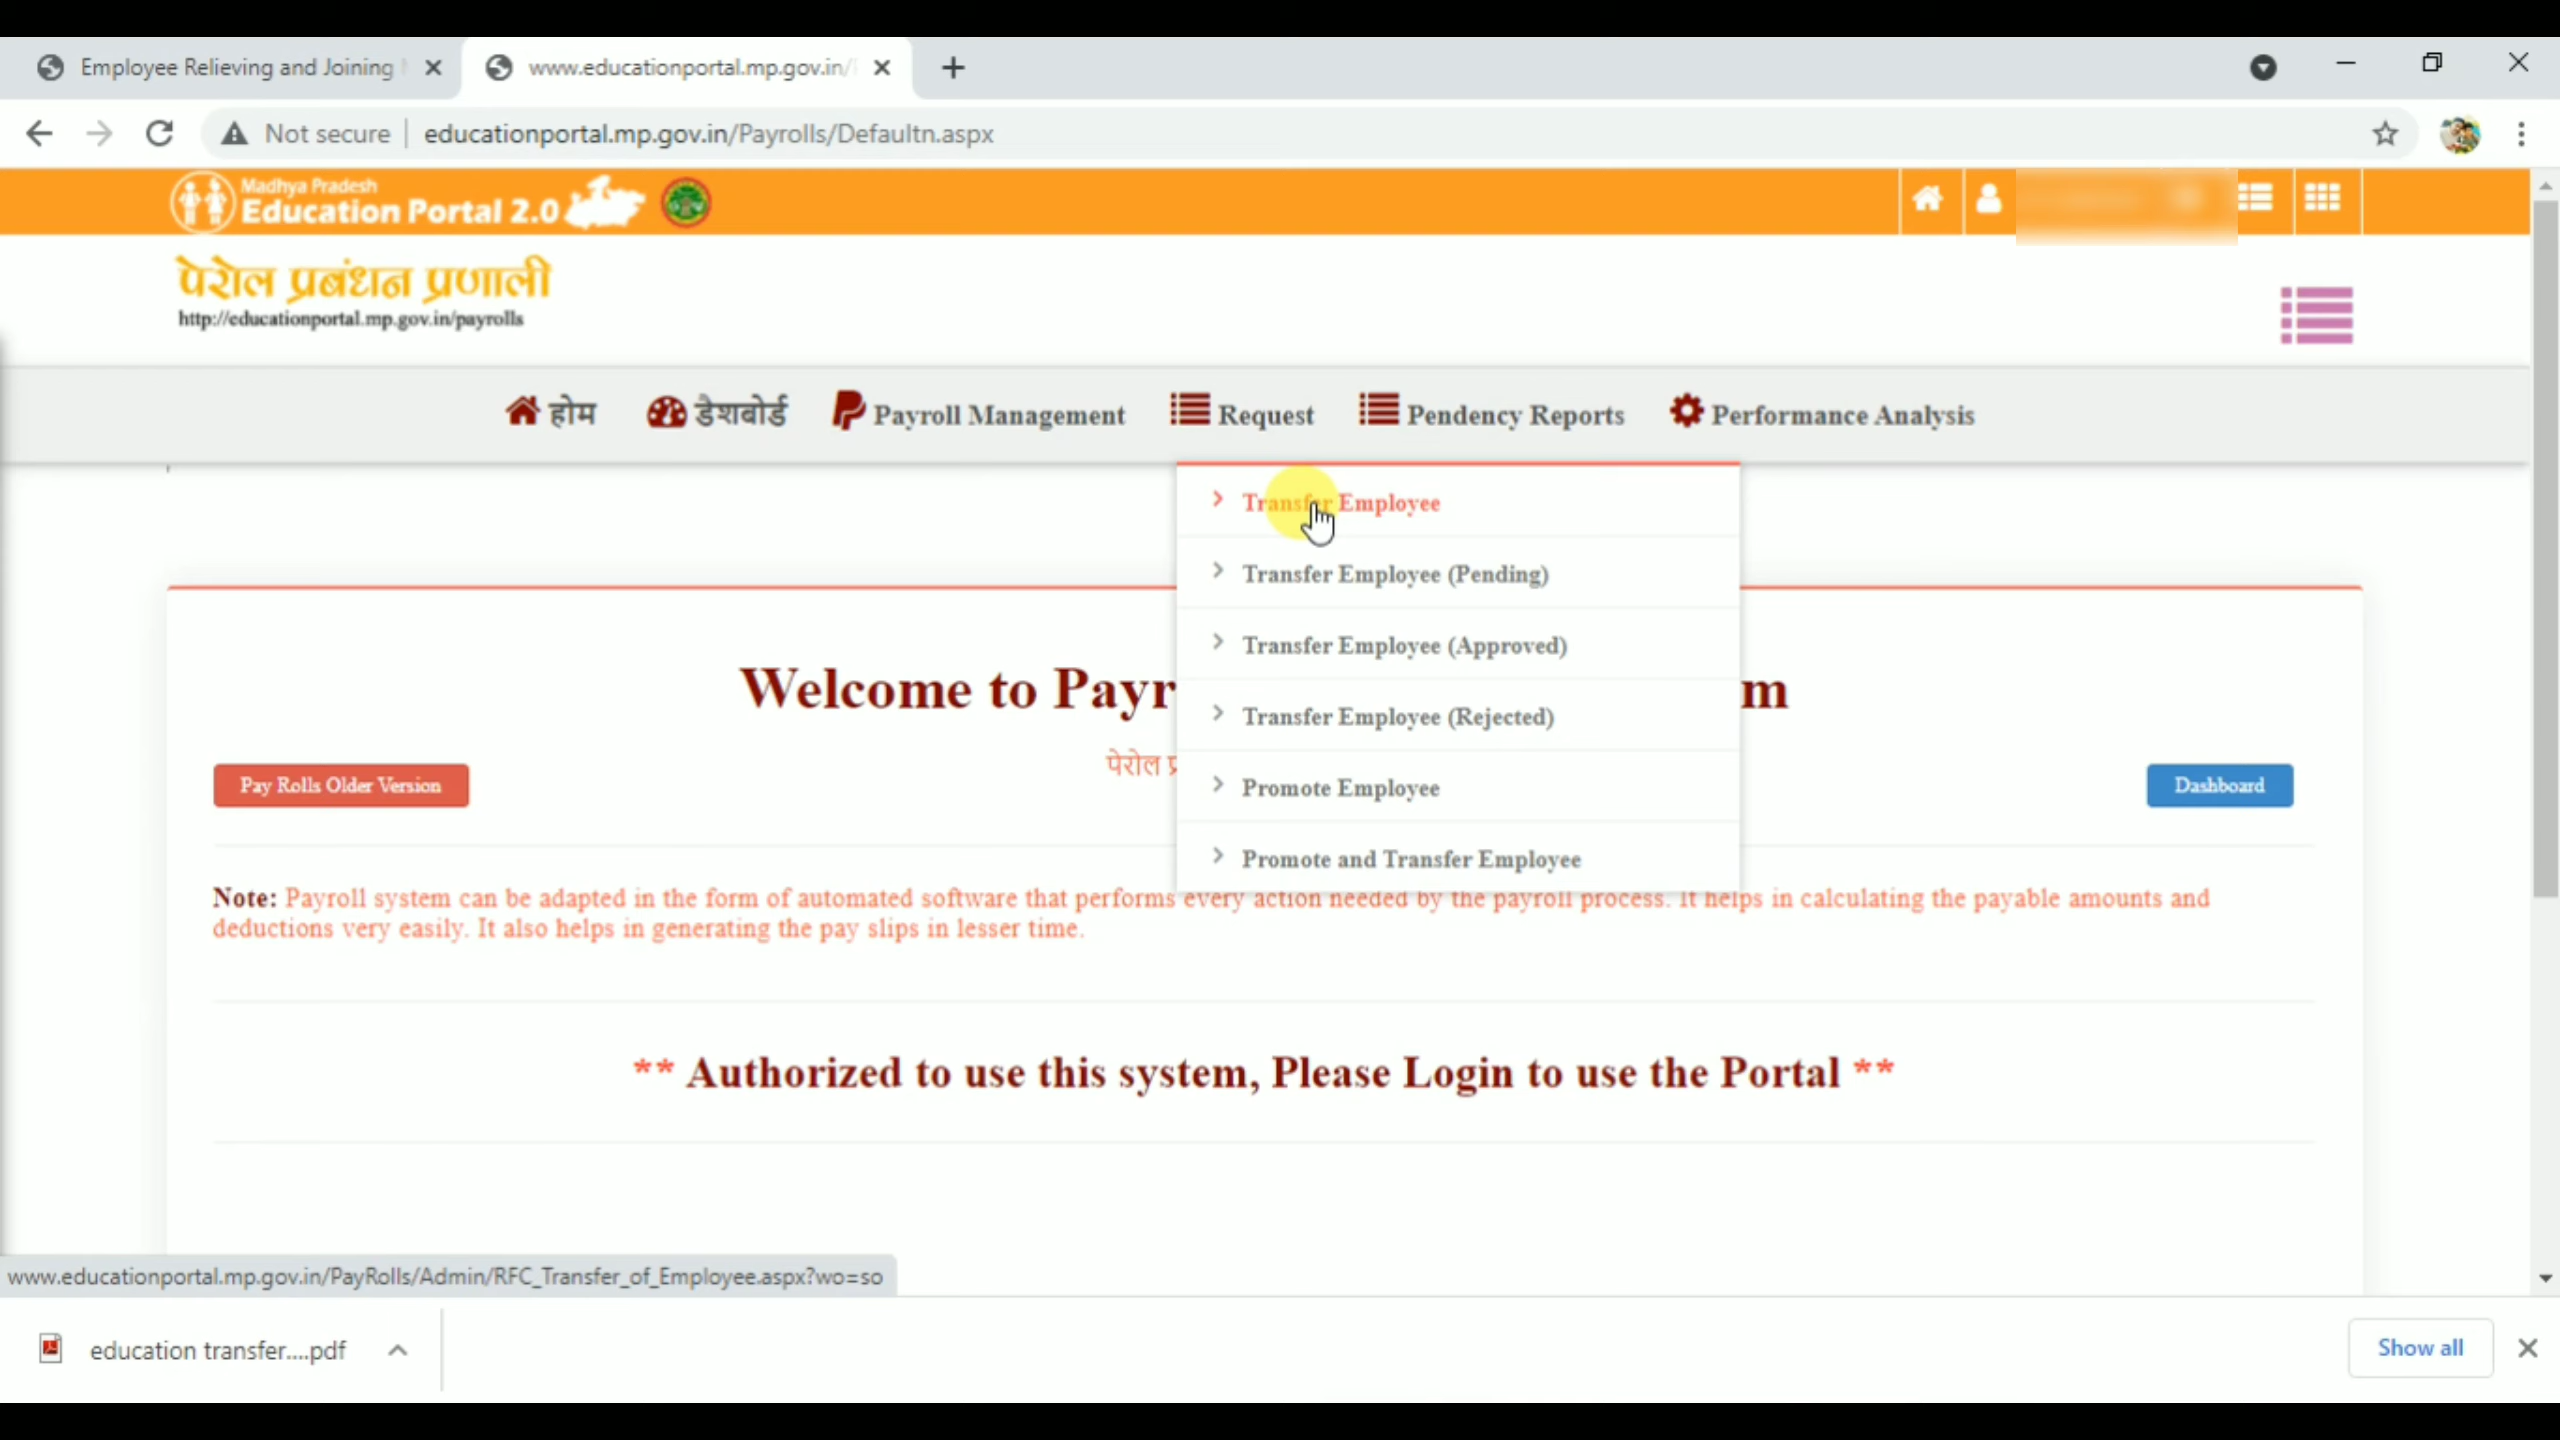 Employee Relieving and Joining
www.educationportal.mp.gov.in/
Not secure educationportal.mp.gov.in/Payrolls/Defaultn.aspx
Madhya Pradesh
Education Portal 2.0
पेरोल प्रबंधन प्रणाली
http://educationportal.mp.gov.in/payrolls
होम डैशबोर्ड Payroll Management Request Pendency Reports Performance Analysis
Transfer Employee
Transfer Employee (Pending)
Transfer Employee (Approved)
Transfer Employee (Rejected)
Promote Employee
Promote and Transfer Employee
Welcome to Payr m
पेरोल
Pay Rolls Older Version
Dashboard
Note: Payroll system can be adapted in the form of automated software that performs every action needed by the payroll process. It helps in calculating the payable amounts and
deductions very easily. It also helps in generating the pay slips in lesser time.
** Authorized to use this system, Please Login to use the Portal **
www.educationportal.mp.gov.in/PayRolls/Admin/RFC_Transfer_of_Employee.aspx?wo=so
education transfer....pdf
Show all